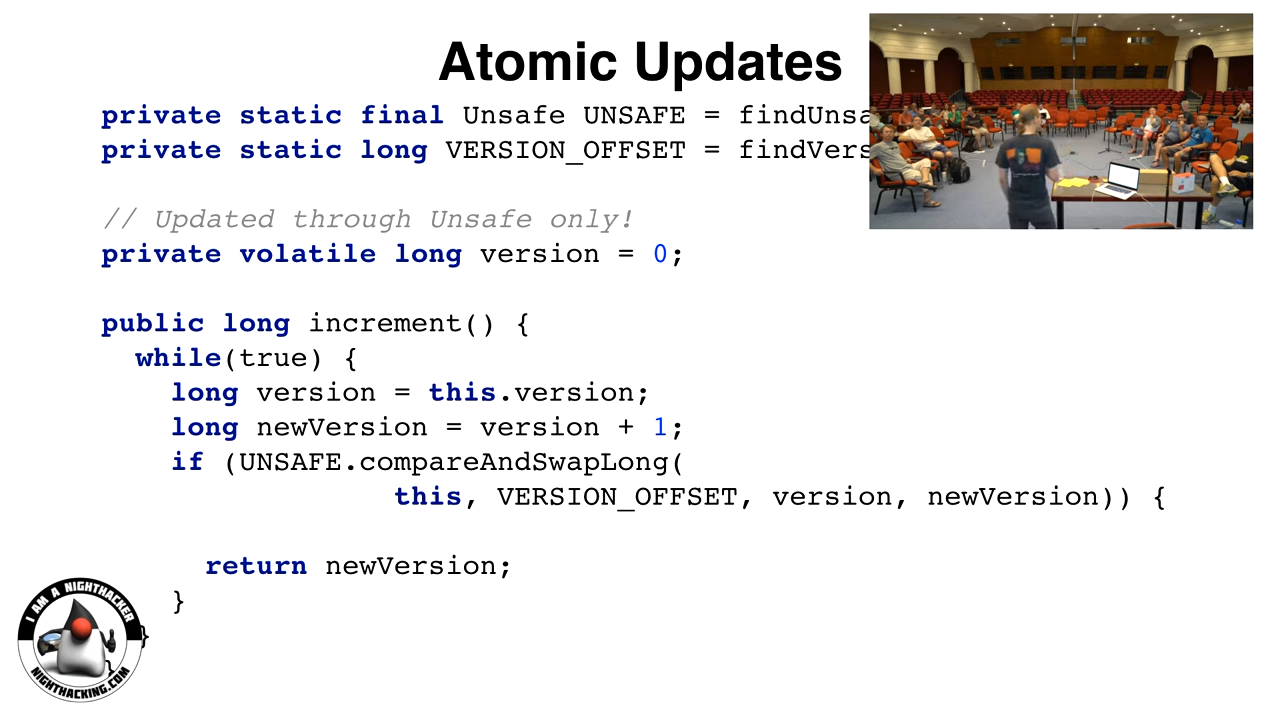 Atomic Updates
private static final Unsafe UNSAFE = findUnsa
private static long VERSION_OFFSET = findVers
// Updated through Unsafe only!
private volatile long version = 0;
public long increment() {
while(true) {
long version = this.version;
long newVersion = version + 1;
if (UNSAFE.compareAndSwapLong(
this, VERSION_OFFSET, version, newVersion)) {
return newVersion;
}
}
}
I AM A NIGHTHACKER
NIGHTHACKING.COM